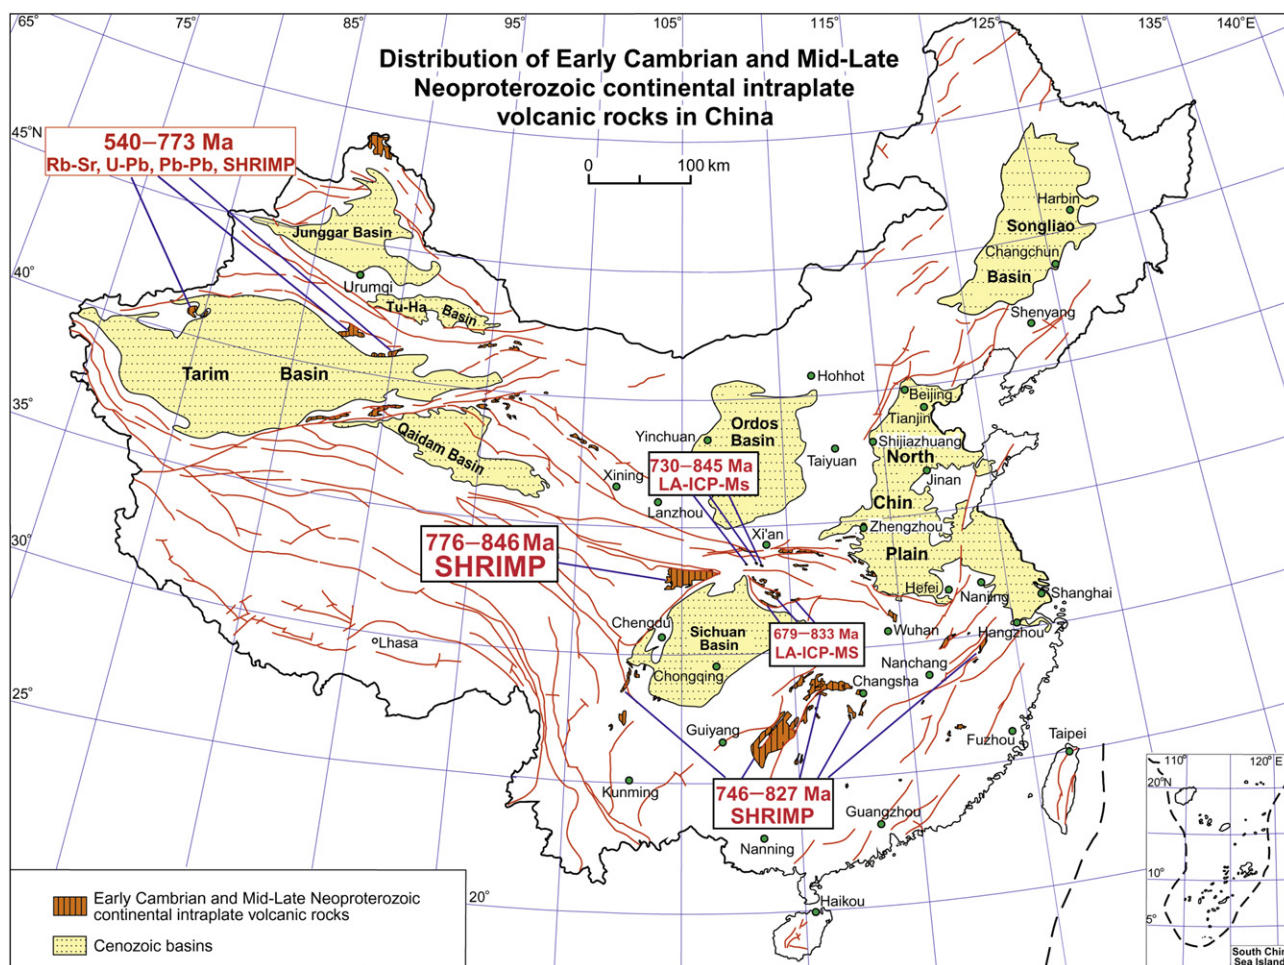 65°
75°
85°
95°
105°
115°
125°
135°
140°E
Distribution of Early Cambrian and Mid-Late
Neoproterozoic continental intraplate
volcanic rocks in China
45°N
540–773 Ma
Rb-Sr, U-Pb, Pb-Pb, SHRIMP
0 100 km
Harbin
Songliao
Changchun
Basin
Junggar Basin
Urumqi
40°
Tu-Ha Basin
Shenyang
Tarim Basin
Hohhot
Beijing
Tianjin
35°
Ordos
Basin
Qaidam Basin
Yinchuan
Shijiazhuang
Taiyuan
North
730–845 Ma
LA-ICP-Ms
Xining
Jinan
Lanzhou
Chin
Zhengzhou
Xi'an
30°
776–846 Ma
SHRIMP
Plain
Hefei
Nanjing
Shanghai
Chengdu
Sichuan
Basin
679–833 Ma
LA-ICP-MS
Wuhan
Hangzhou
Lhasa
Chongqing
Nanchang
Changsha
25°
Guiyang
Fuzhou
Taipei
Kunming
746–827 Ma
SHRIMP
Guangzhou
Nanning
110°
120°E
20°N
10°
5°
South Chin
Sea Island
20°
Haikou
Early Cambrian and Mid-Late Neoproterozoic
continental intraplate volcanic rocks
Cenozoic basins